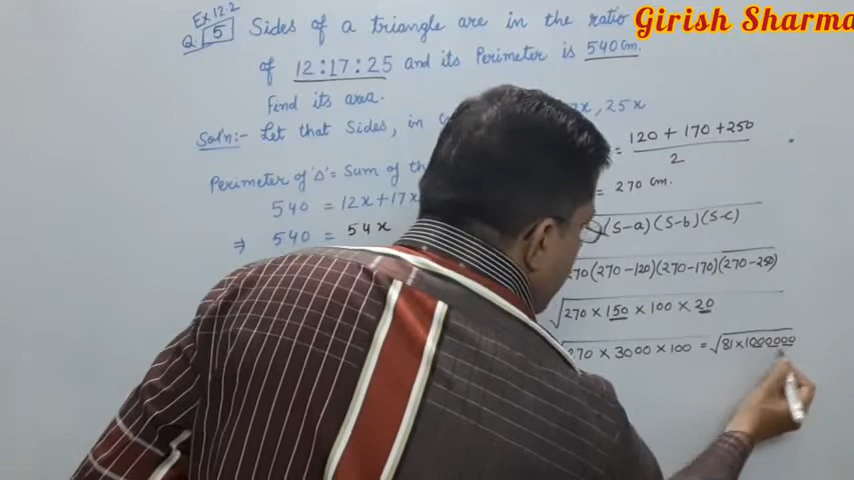 Girish Sharma
Ex 12.2
Q 5 Sides of a triangle are in the ratio
of 12:17:25 and its Perimeter is 540cm.
Find its area.
Soln:- Let that sides, in , 25x
Perimeter of 'Δ' = Sum of
540 = 12x+17x
⇒ 540 = 54x
= 120 + 170 + 250
2
= 270 cm.
(S-a)(S-b)(S-c)
270(270-120)(270-170)(270-250)
√270 × 150 × 100 × 20
√270 × 3000 × 100 = √81×1000000